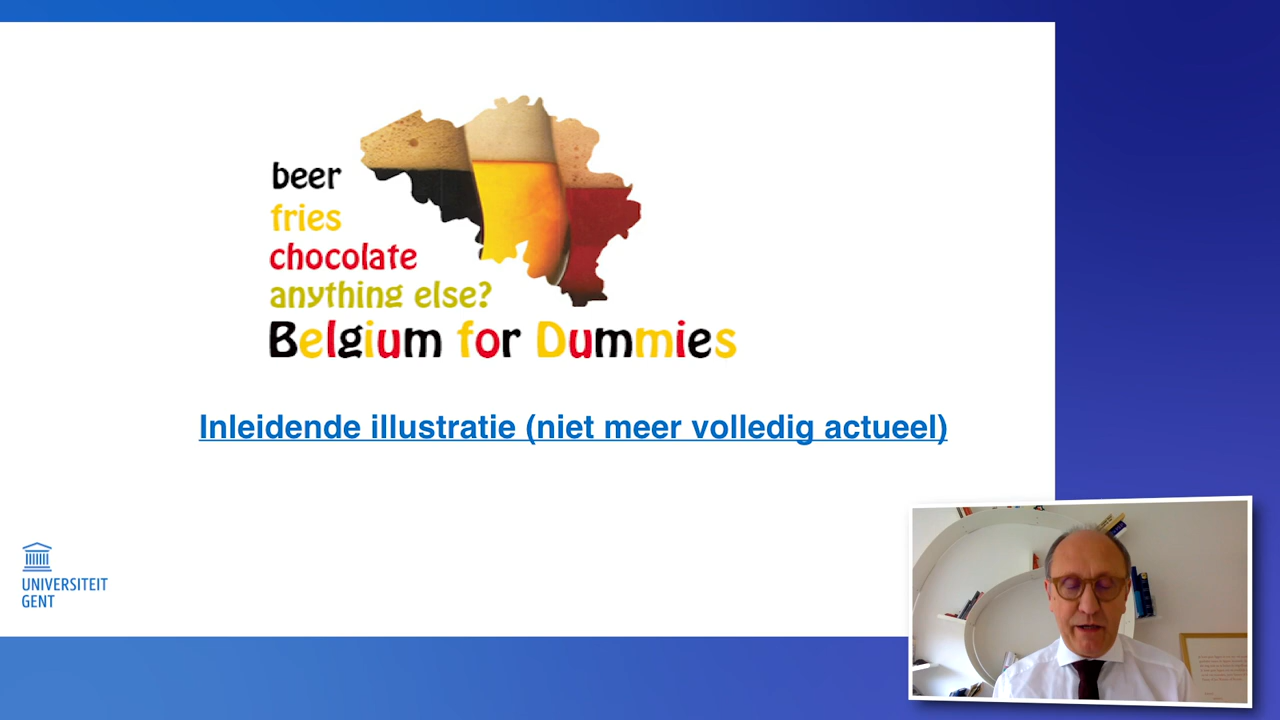 beer
fries
chocolate
anything else?
Belgium for Dummies
Inleidende illustratie (niet meer volledig actueel)
UNIVERSITEIT
GENT